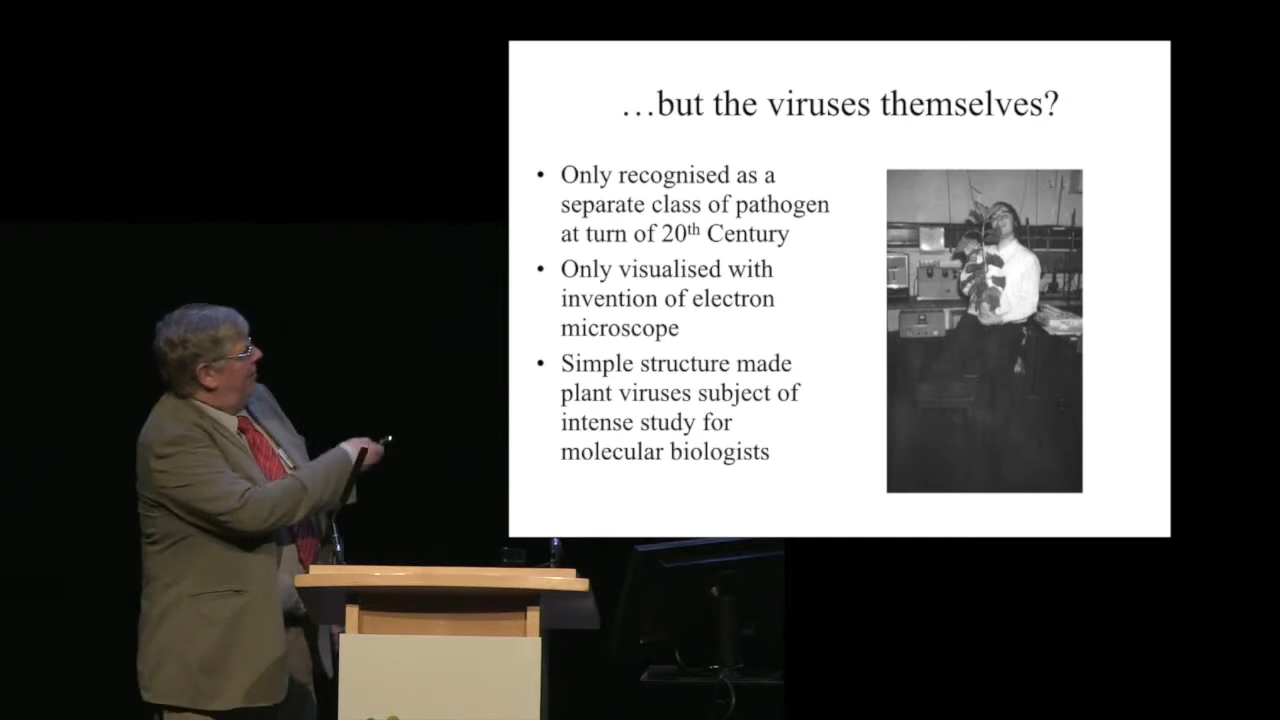 …but the viruses themselves?
• Only recognised as a
separate class of pathogen
at turn of 20th Century
• Only visualised with
invention of electron
microscope
• Simple structure made
plant viruses subject of
intense study for
molecular biologists